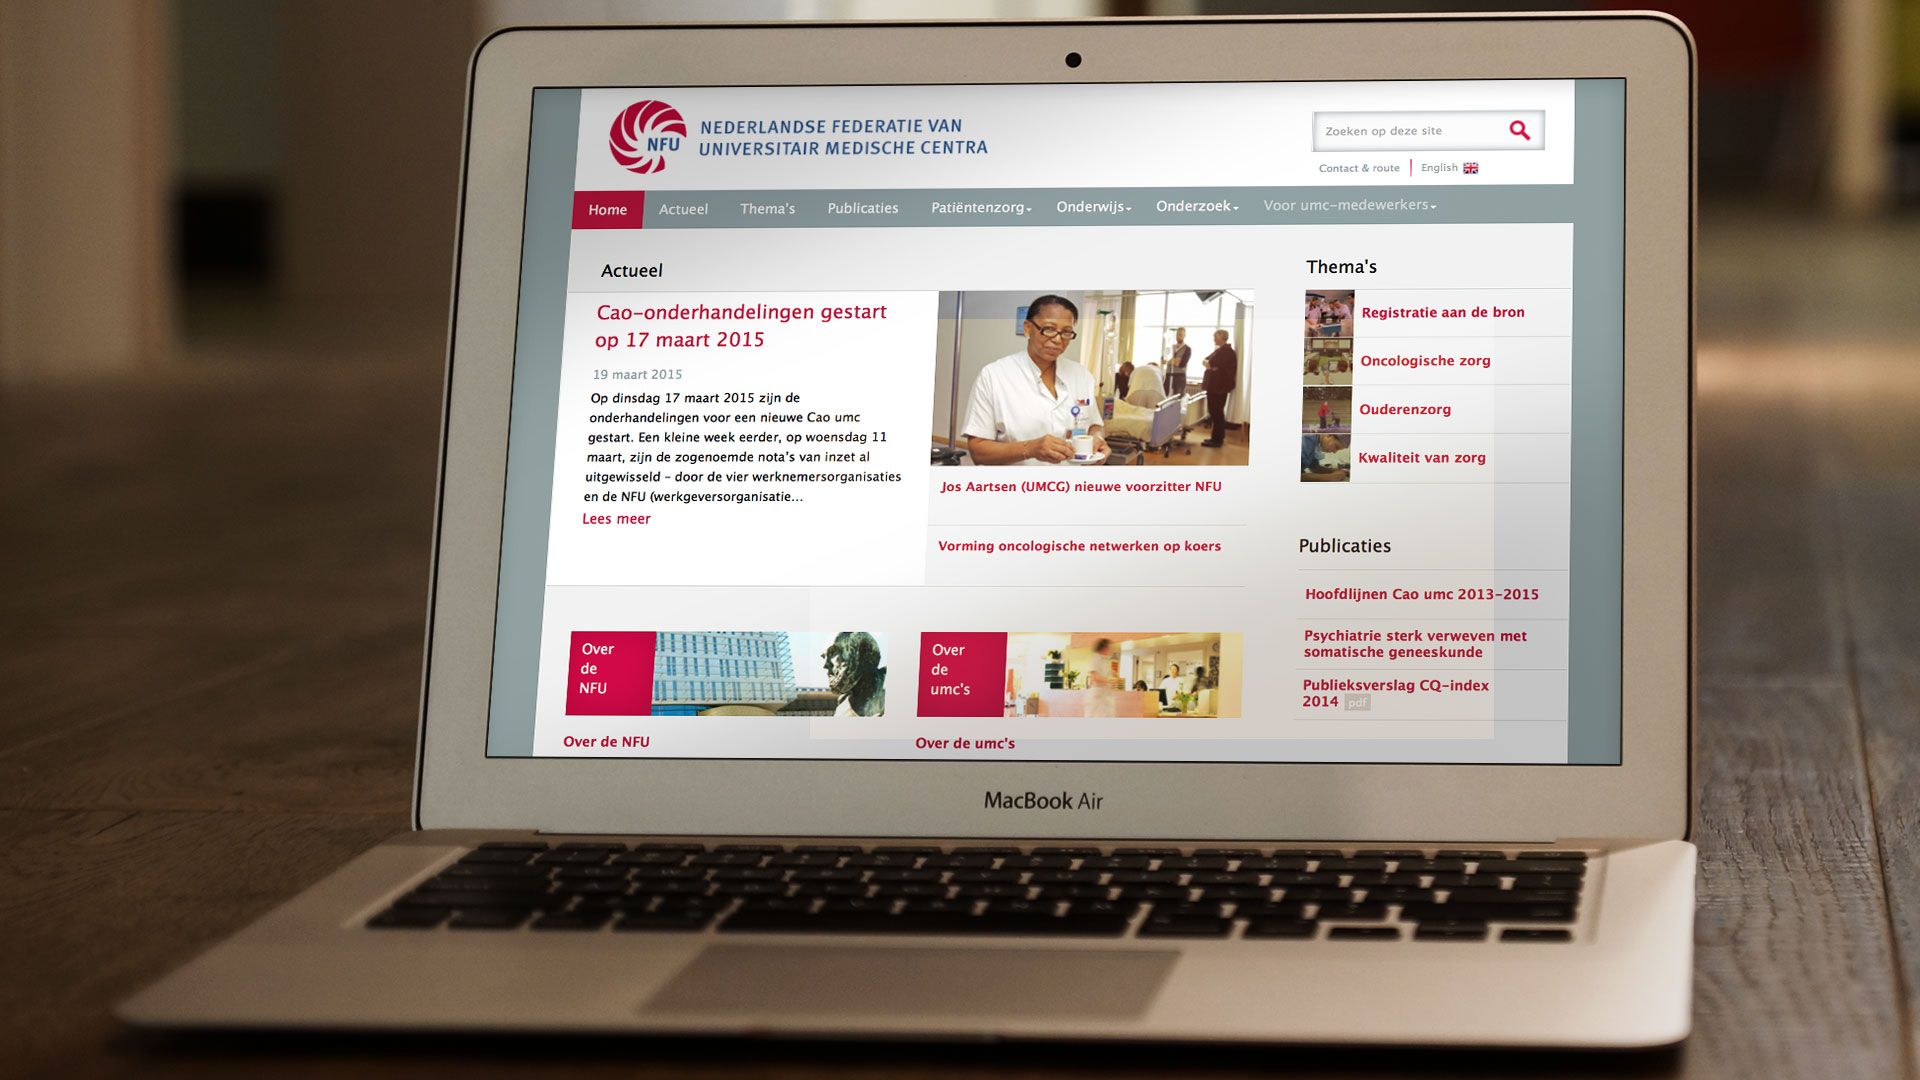 NFU
NEDERLANDSE FEDERATIE VAN
UNIVERSITAIR MEDISCHE CENTRA
Zoeken op deze site
Contact & route
English
Home
Actueel
Thema's
Publicaties
Patiëntenzorg
Onderwijs
Onderzoek
Voor umc-medewerkers
Actueel
Cao-onderhandelingen gestart
op 17 maart 2015
19 maart 2015
Op dinsdag 17 maart 2015 zijn de
onderhandelingen voor een nieuwe Cao umc
gestart. Een kleine week eerder, op woensdag 11
maart, zijn de zogenoemde nota's van inzet al
uitgewisseld – door de vier werknemersorganisaties
en de NFU (werkgeversorganisatie...
Lees meer
Jos Aartsen (UMCG) nieuwe voorzitter NFU
Vorming oncologische netwerken op koers
Thema's
Registratie aan de bron
Oncologische zorg
Ouderenzorg
Kwaliteit van zorg
Publicaties
Hoofdlijnen Cao umc 2013-2015
Psychiatrie sterk verweven met
somatische geneeskunde
Publieksverslag CQ-index
2014 pdf
Over
de
NFU
Over de NFU
Over
de
umc's
Over de umc's
MacBook Air